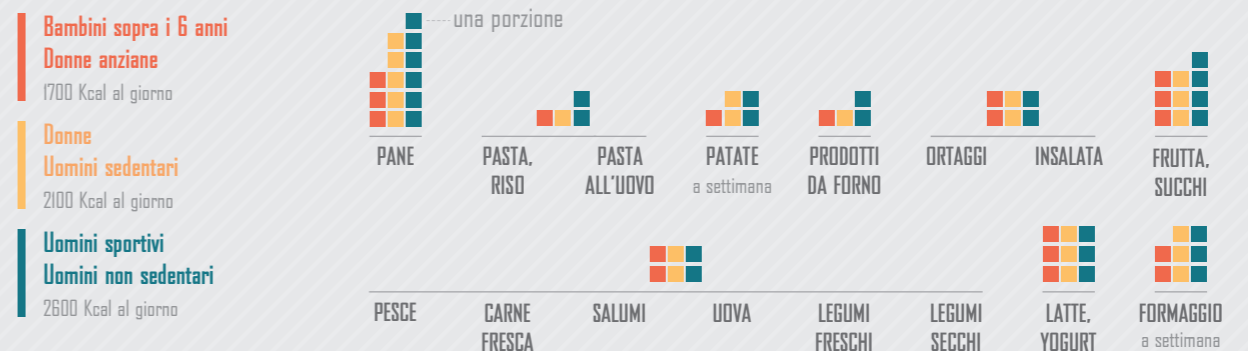 Bambini sopra i 6 anni
Donne anziane
1700 Kcal al giorno
Donne
Uomini sedentari
2100 Kcal al giorno
Uomini sportivi
Uomini non sedentari
2600 Kcal al giorno
una porzione
PANE
PASTA,
RISO
PASTA
ALL'UOVO
PATATE
a settimana
PRODOTTI
DA FORNO
ORTAGGI
INSALATA
FRUTTA,
SUCCHI
PESCE
CARNE
FRESCA
SALUMI
UOVA
LEGUMI
FRESCHI
LEGUMI
SECCHI
LATTE,
YOGURT
FORMAGGIO
a settimana